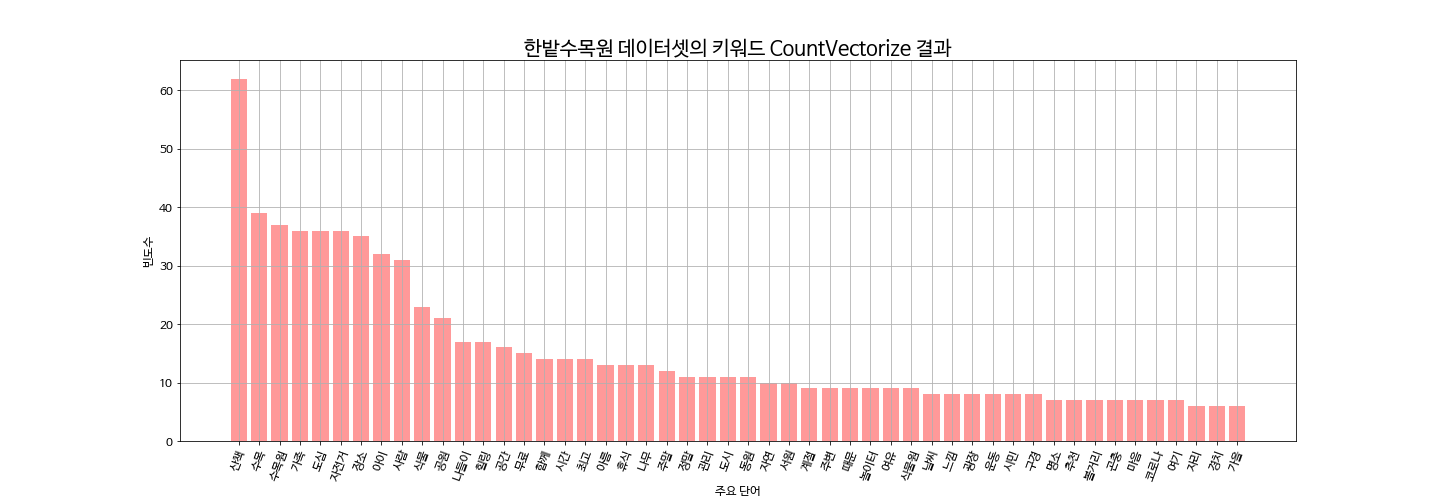 한밭수목원 데이터셋의 키워드 CountVectorize 결과
60
50
40
30
20
10
0
빈도수
산책
수목
수목원
가족
도심
자전거
장소
아이
사람
식물
공원
나들이
힐링
공간
무료
함께
시간
최고
아름
휴식
나무
주말
정말
관리
도시
동원
자연
서원
계절
주변
때문
놀이터
여유
식물원
날씨
느낌
광장
운동
시민
구경
명소
추천
볼거리
곤충
마음
코로나
여기
자리
경치
가을
주요 단어